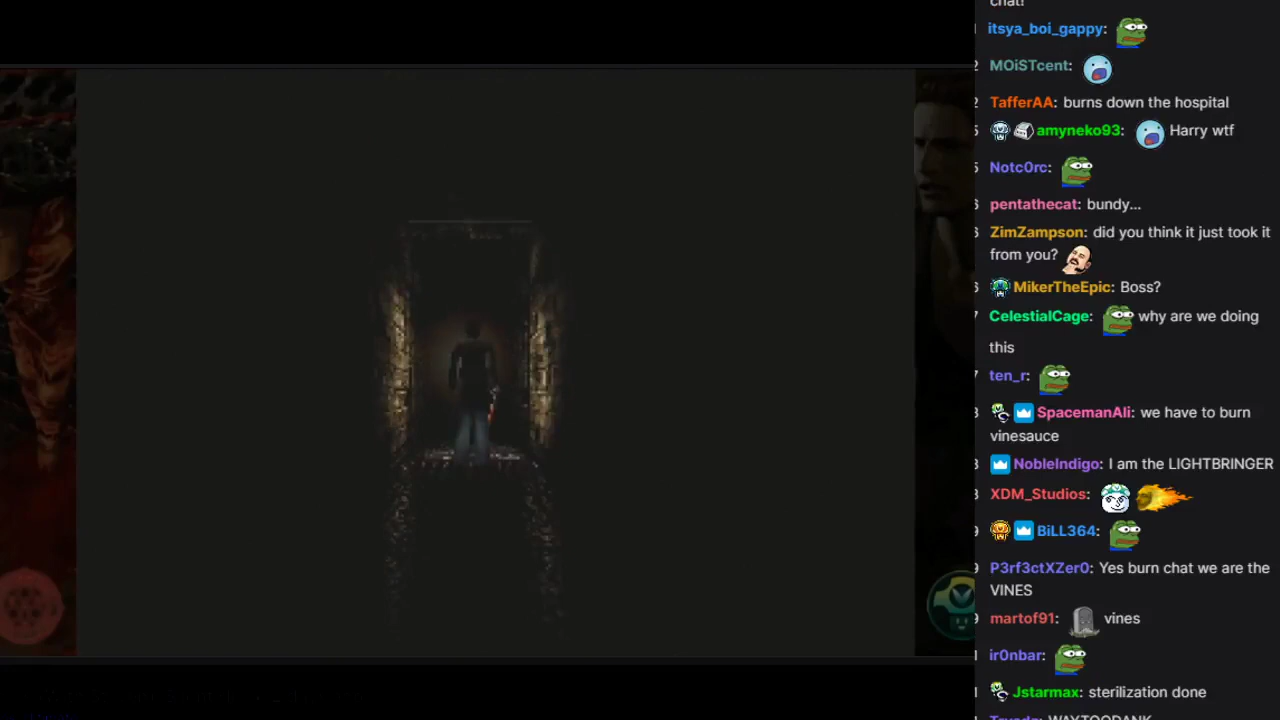 chat!
itsya_boi_gappy:
MOiSTcent:
TafferAA: burns down the hospital
amyneko93: Harry wtf
Notc0rc:
pentathecat: bundy...
ZimZampson: did you think it just took it
from you?
MikerTheEpic: Boss?
CelestialCage: why are we doing
this
ten_r:
SpacemanAli: we have to burn
vinesauce
NobleIndigo: I am the LIGHTBRINGER
XDM_Studios:
BiLL364:
P3rf3ctXZer0: Yes burn chat we are the
VINES
martof91: vines
ir0nbar:
Jstarmax: sterilization done
WAYTOODANK